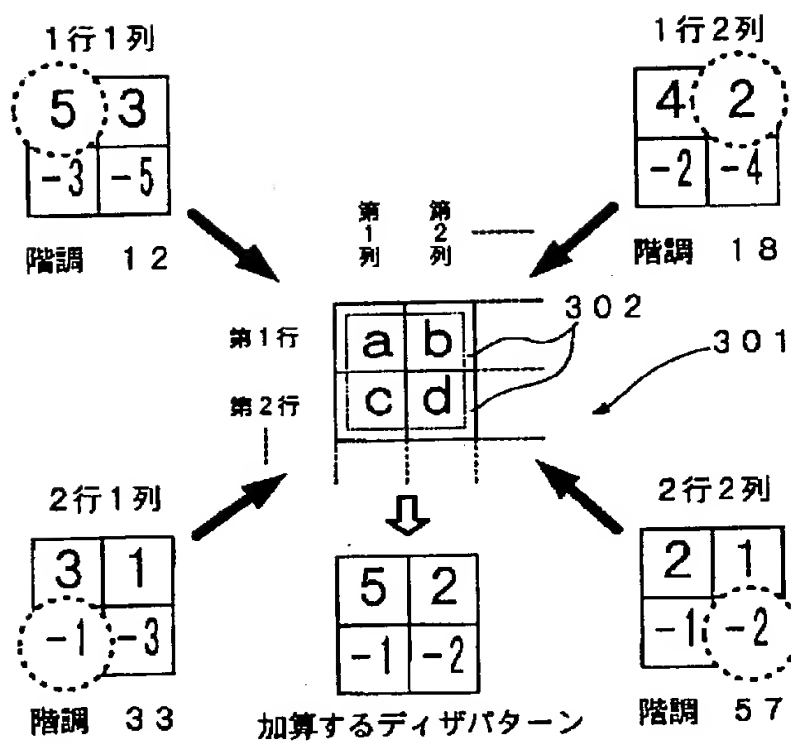 1行1列
1行2列
5 3
-3 -5
4 2
-2 -4
階調 12
階調 18
第1列
第2列
302
301
第1行
a b
第2行
c d
2行1列
2行2列
3 1
-1 -3
2 1
-1 -2
5 2
-1 -2
階調 33
階調 57
加算するディザパターン